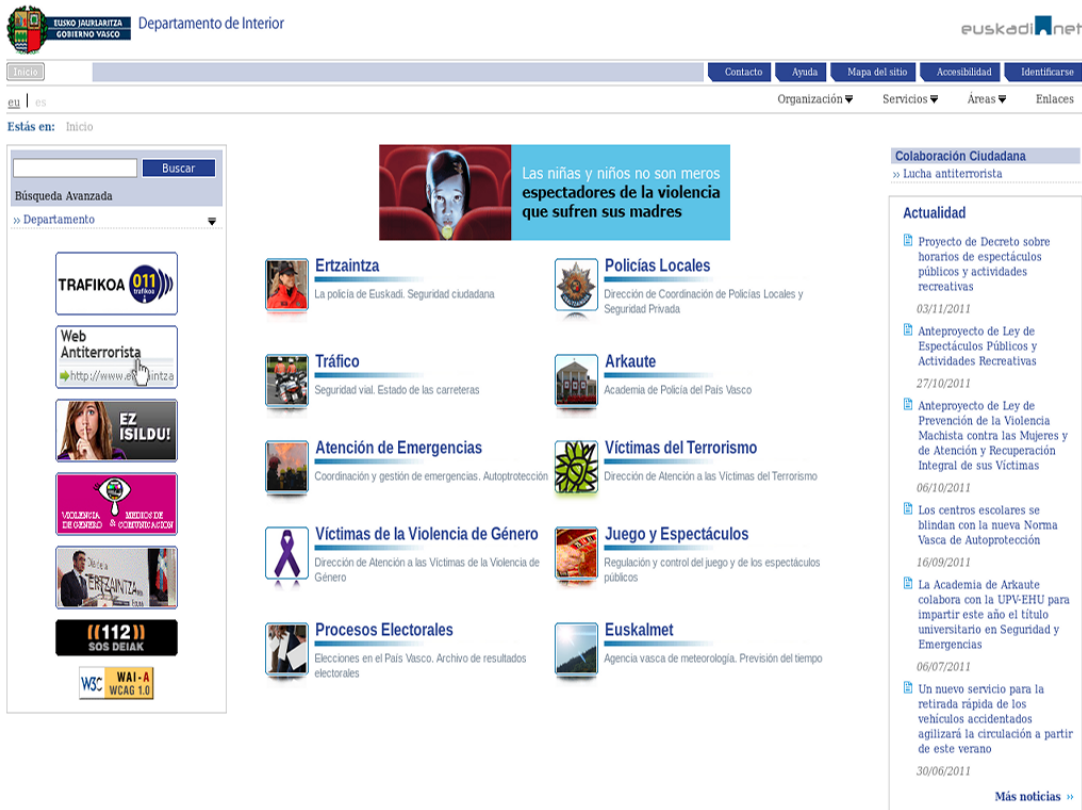 EUSKO JAURLARITZA
GOBIERNO VASCO
Departamento de Interior
euskadi net
Inicio
Contacto
Ayuda
Mapa del sitio
Accesibilidad
Identificarse
eu | es
Organización
Servicios
Áreas
Enlaces
Estás en: Inicio
Buscar
Búsqueda Avanzada
›› Departamento
TRAFIKOA 011
trafikoa
Web
Antiterrorista
http://www.e
intza
EZ
ISILDU!
VIOLENCIA
DE GENERO
&
MEDIOS DE
COMUNICACION
Día de la
ERTZAINTZA
((112))
SOS DEIAK
W3C WAI-A
WCAG 1.0
Las niñas y niños no son meros
espectadores de la violencia
que sufren sus madres
Ertzaintza
La policía de Euskadi. Seguridad ciudadana
Policías Locales
Dirección de Coordinación de Policías Locales y
Seguridad Privada
Tráfico
Seguridad vial. Estado de las carreteras
Arkaute
Academia de Policía del País Vasco
Atención de Emergencias
Coordinación y gestión de emergencias. Autoptrotección
Víctimas del Terrorismo
Dirección de Atención a las Víctimas del Terrorismo
Víctimas de la Violencia de Género
Dirección de Atención a las Víctimas de la Violencia de
Género
Juego y Espectáculos
Regulación y control del juego y de los espectáculos
públicos
Procesos Electorales
Elecciones en el País Vasco. Archivo de resultados
electorales
Euskalmet
Agencia vasca de meteorología. Previsión del tiempo
Colaboración Ciudadana
›› Lucha antiterrorista
Actualidad
Proyecto de Decreto sobre
horarios de espectáculos
públicos y actividades
recreativas
03/11/2011
Anteproyecto de Ley de
Espectáculos Públicos y
Actividades Recreativas
27/10/2011
Anteproyecto de Ley de
Prevención de la Violencia
Machista contra las Mujeres y
de Atención y Recuperación
Integral de sus Víctimas
06/10/2011
Los centros escolares se
blindan con la nueva Norma
Vasca de Autoprotección
16/09/2011
La Academia de Arkaute
colabora con la UPV-EHU para
impartir este año el título
universitario en Seguridad y
Emergencias
06/07/2011
Un nuevo servicio para la
retirada rápida de los
vehículos accidentados
agilizará la circulación a partir
de este verano
30/06/2011
Más noticias ››